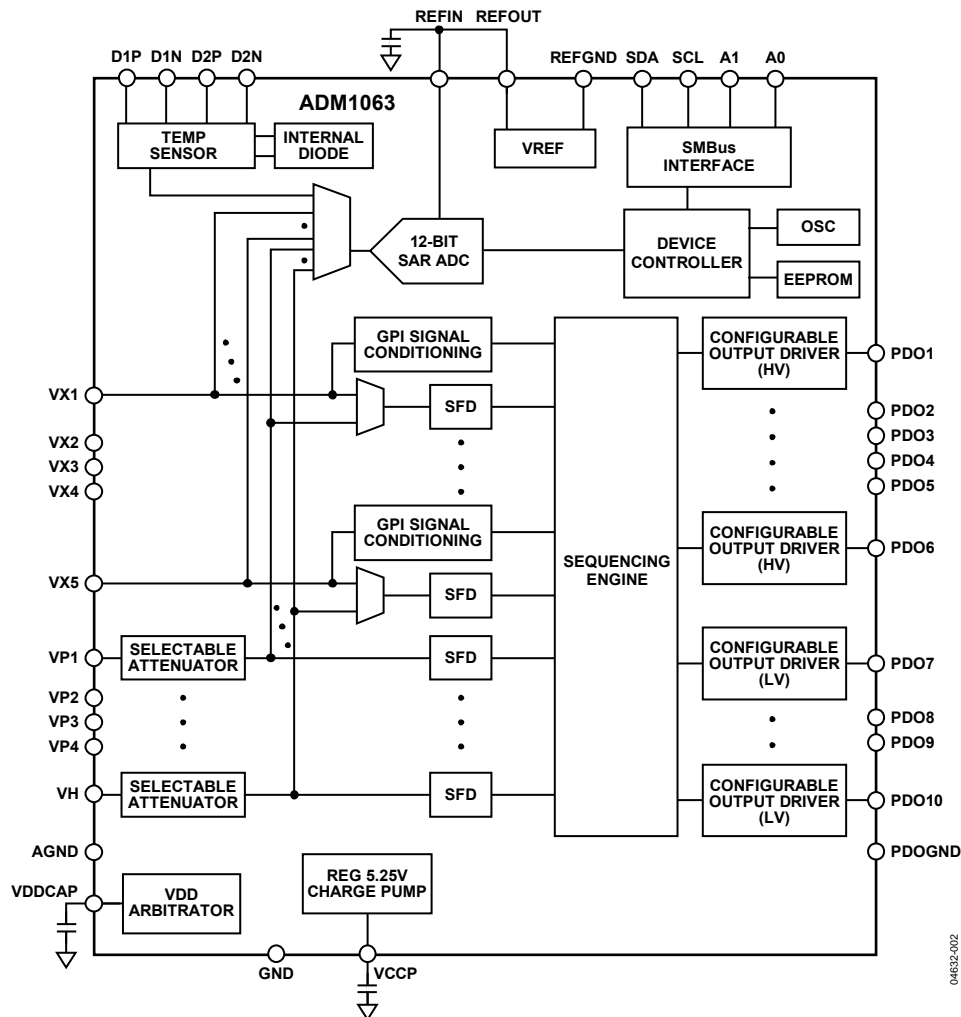 REFIN REFOUT
D1P D1N D2P D2N
REFGND SDA SCL A1 A0
ADM1063
TEMP
SENSOR
INTERNAL
DIODE
VREF
SMBus
INTERFACE
12-BIT
SAR ADC
DEVICE
CONTROLLER
OSC
EEPROM
GPI SIGNAL
CONDITIONING
CONFIGURABLE
OUTPUT DRIVER
(HV)
PDO1
VX1
SFD
PDO2
VX2
PDO3
VX3
PDO4
VX4
PDO5
GPI SIGNAL
CONDITIONING
CONFIGURABLE
OUTPUT DRIVER
(HV)
PDO6
SEQUENCING
ENGINE
VX5
SFD
VP1
SELECTABLE
ATTENUATOR
SFD
CONFIGURABLE
OUTPUT DRIVER
(LV)
PDO7
VP2
PDO8
VP3
PDO9
VP4
VH
SELECTABLE
ATTENUATOR
SFD
CONFIGURABLE
OUTPUT DRIVER
(LV)
PDO10
AGND
PDOGND
VDDCAP
VDD
ARBITRATOR
REG 5.25V
CHARGE PUMP
GND
VCCP
04632-002